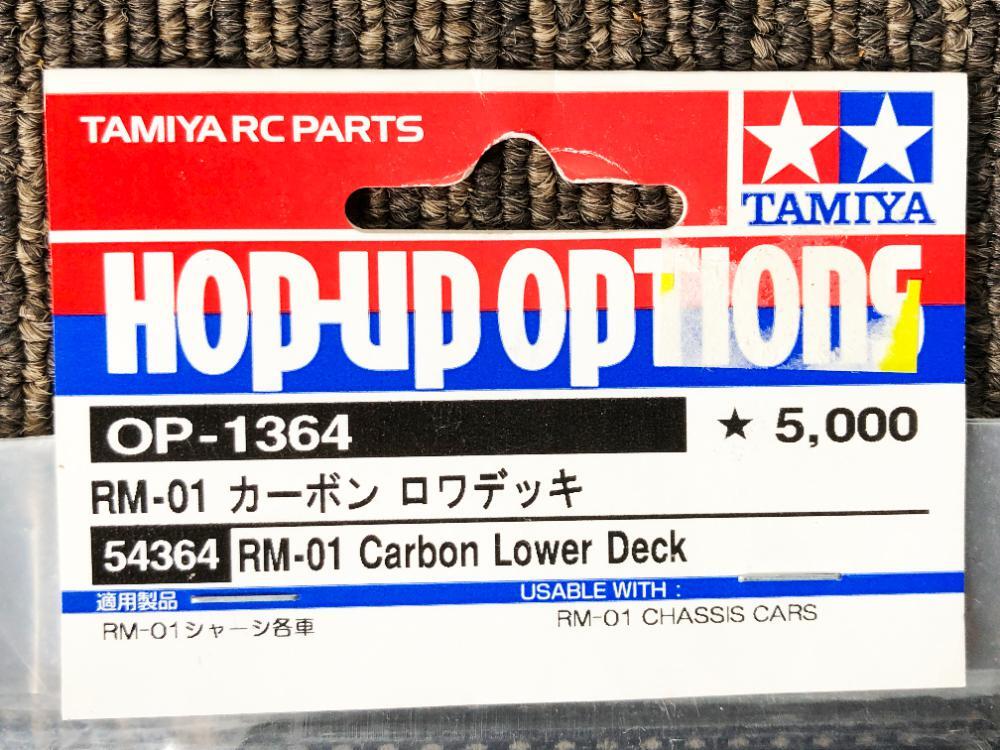 TAMIYA RC PARTS
TAMIYA
HOP-UP OPTIONS
OP-1364
★ 5,000
RM-01 カーボン ロワデッキ
54364 RM-01 Carbon Lower Deck
適用製品
USABLE WITH :
RM-01シャーシ各車
RM-01 CHASSIS CARS